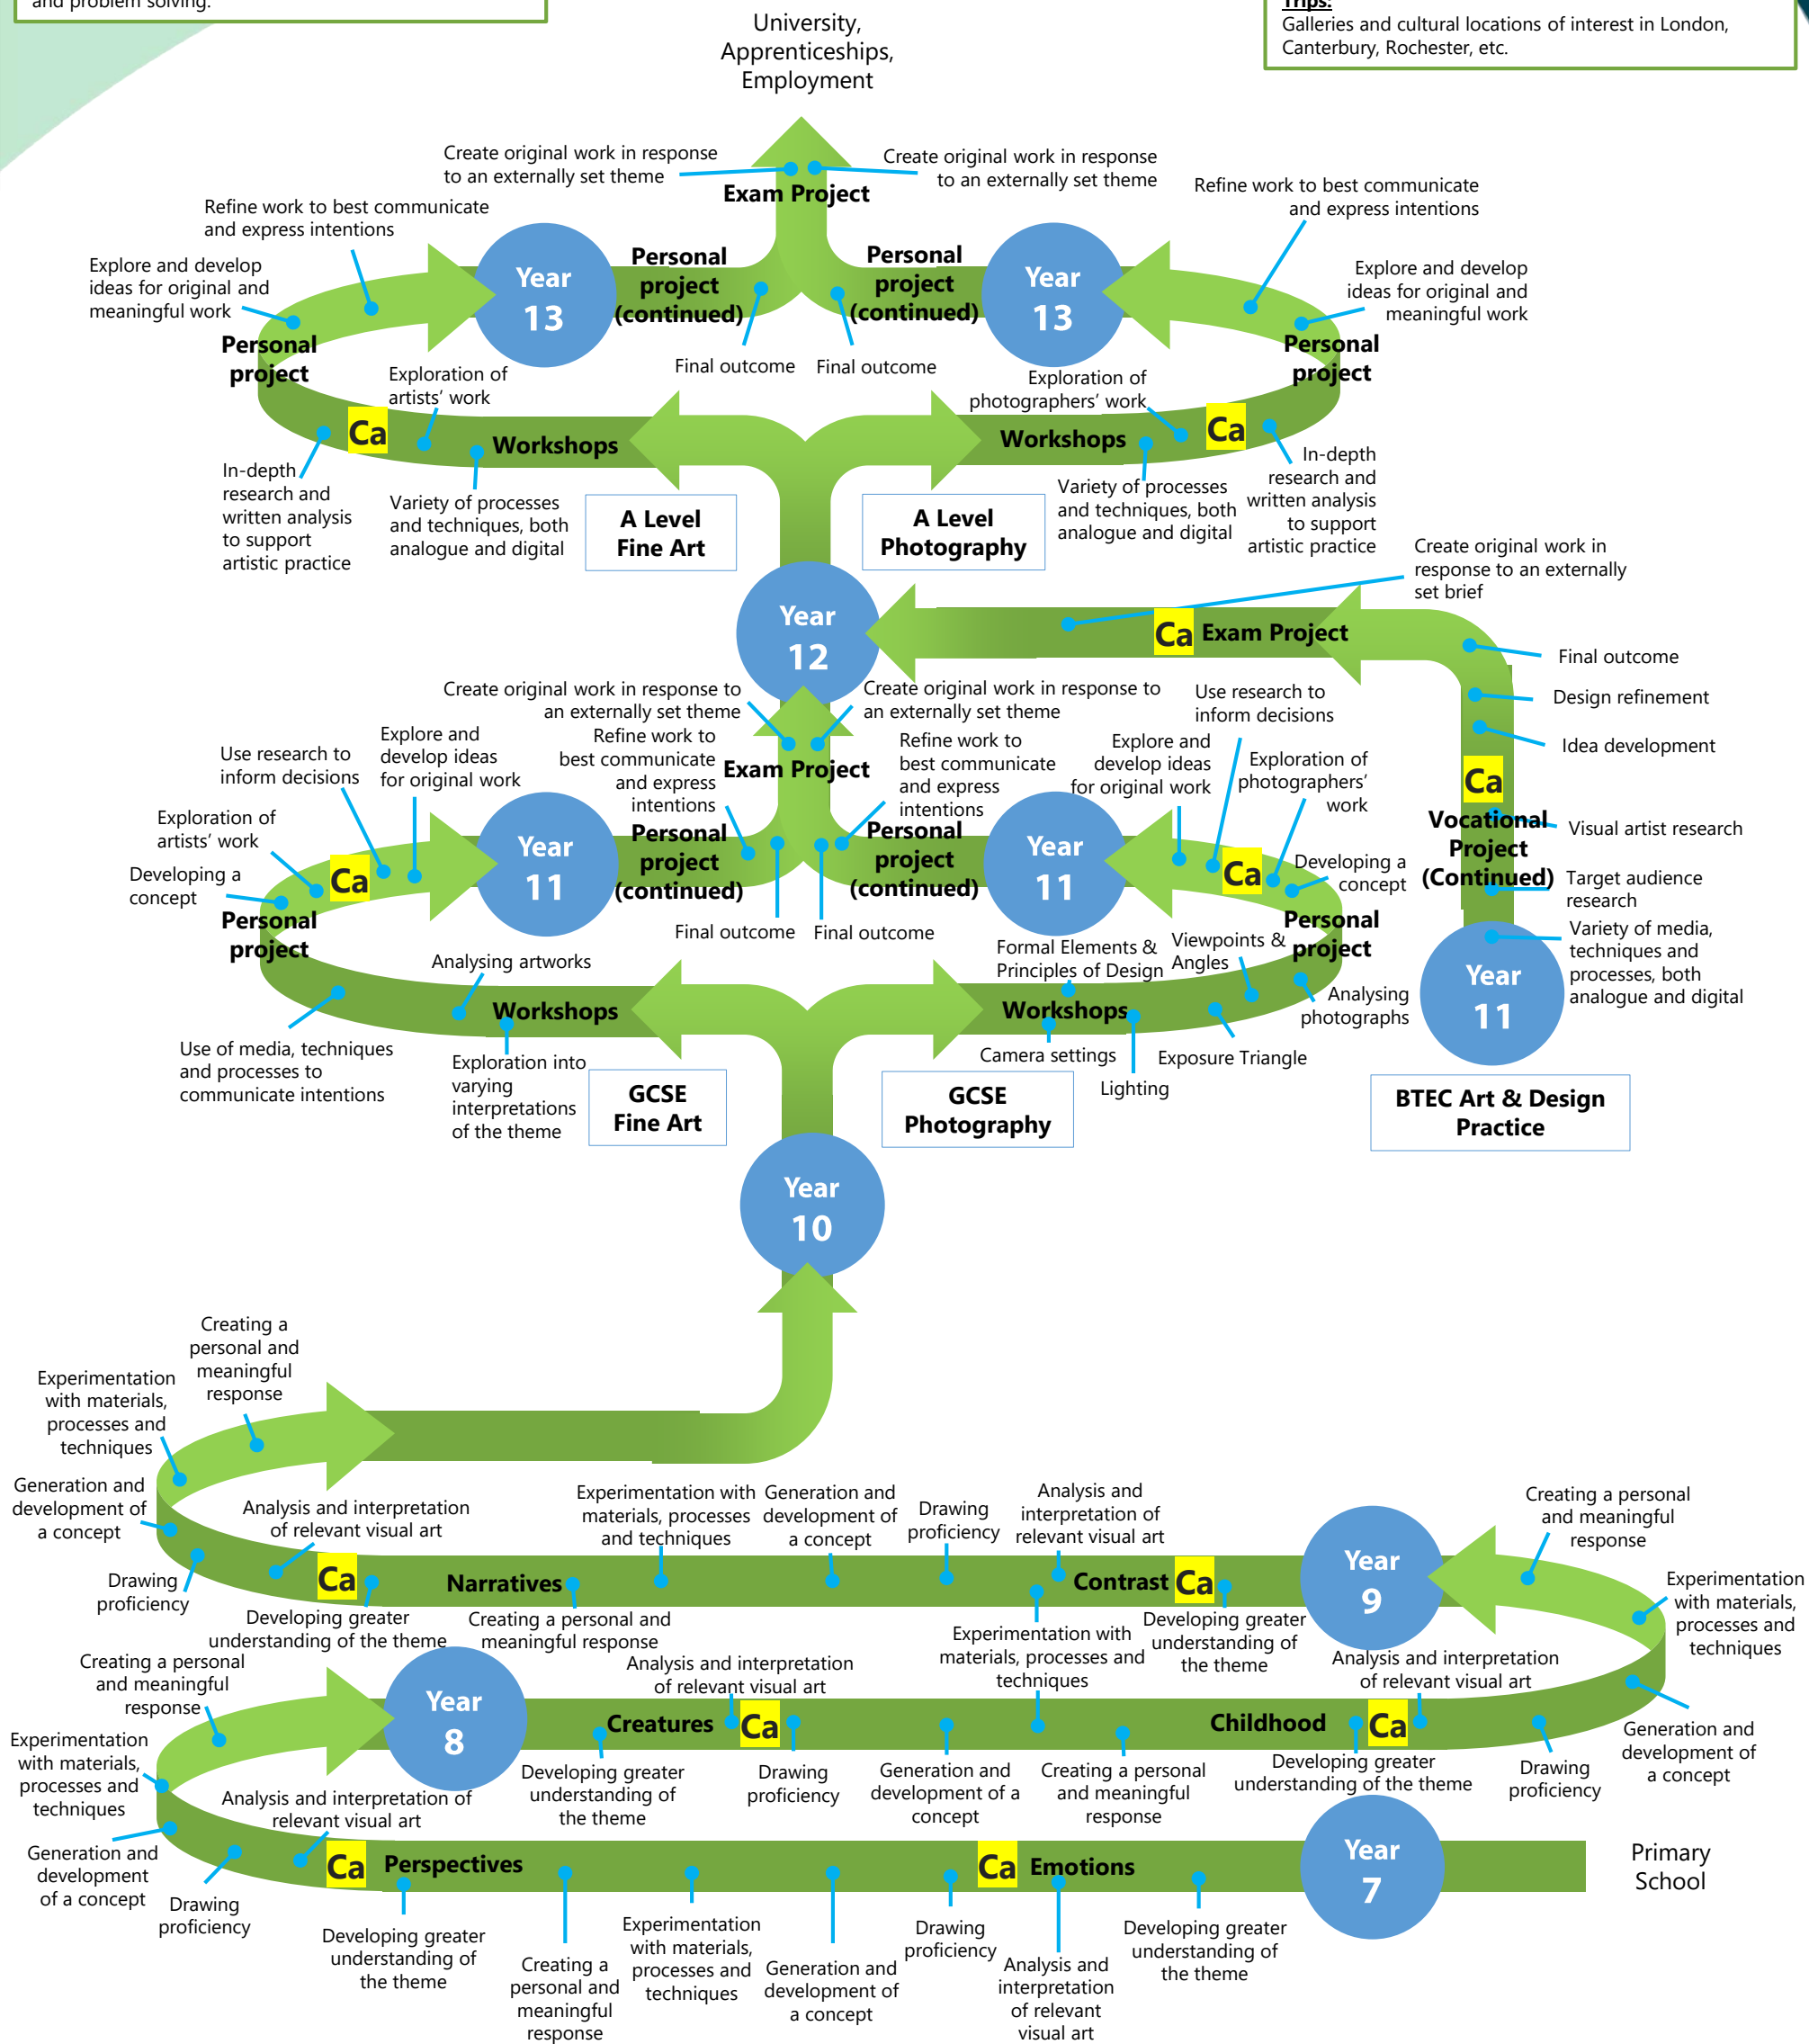 and problem solving.
Trips:
Galleries and cultural locations of interest in London,
Canterbury, Rochester, etc.
University,
Apprenticeships,
Employment
Create original work in response
to an externally set theme
Create original work in response
to an externally set theme
Exam Project
Refine work to best communicate
and express intentions
Refine work to best communicate
and express intentions
Explore and develop
ideas for original and
meaningful work
Year
13
Personal
project
(continued)
Personal
project
(continued)
Year
13
Explore and develop
ideas for original and
meaningful work
Personal
project
Final outcome
Final outcome
Personal
project
Exploration of
artists’ work
Exploration of
photographers’ work
Ca
Workshops
Workshops
Ca
In-depth
research and
written analysis
to support
artistic practice
Variety of processes
and techniques, both
analogue and digital
A Level
Fine Art
A Level
Photography
Variety of processes
and techniques, both
analogue and digital
In-depth
research and
written analysis
to support
artistic practice
Create original work in
response to an externally
set brief
Year
12
Ca
Exam Project
Final outcome
Design refinement
Idea development
Ca
Vocational
Project
(Continued)
Visual artist research
Target audience
research
Variety of media,
techniques and
processes, both
analogue and digital
Year
11
BTEC Art & Design
Practice
Create original work in response to
an externally set theme
Create original work in response to
an externally set theme
Use research to
inform decisions
Explore and
develop ideas
for original work
Refine work to
best communicate
and express
intentions
Exam Project
Refine work to
best communicate
and express
intentions
Explore and
develop ideas
for original work
Use research to
inform decisions
Exploration of
photographers’
work
Exploration of
artists’ work
Developing a
concept
Ca
Year
11
Personal
project
(continued)
Personal
project
(continued)
Year
11
Ca
Developing a
concept
Personal
project
Final outcome
Final outcome
Personal
project
Analysing artworks
Formal Elements &
Principles of Design
Viewpoints &
Angles
Analysing
photographs
Workshops
Workshops
Use of media, techniques
and processes to
communicate intentions
Exploration into
varying
interpretations
of the theme
GCSE
Fine Art
GCSE
Photography
Camera settings
Lighting
Exposure Triangle
Year
10
Creating a
personal and
meaningful
response
Experimentation
with materials,
processes and
techniques
Generation and
development of
a concept
Drawing
proficiency
Analysis and interpretation
of relevant visual art
Ca
Developing greater
understanding of the theme
Narratives
Creating a personal and
meaningful response
Experimentation with
materials, processes
and techniques
Generation and
development of
a concept
Drawing
proficiency
Analysis and
interpretation of
relevant visual art
Contrast
Ca
Developing greater
understanding of
the theme
Year
9
Creating a personal
and meaningful
response
Experimentation
with materials,
processes and
techniques
Generation and
development of
a concept
Drawing
proficiency
Analysis and interpretation
of relevant visual art
Ca
Developing greater
understanding of the theme
Childhood
Creating a personal
and meaningful
response
Experimentation with
materials, processes and
techniques
Generation and
development of a
concept
Drawing
proficiency
Ca
Analysis and interpretation
of relevant visual art
Creatures
Developing greater
understanding of
the theme
Year
8
Creating a personal
and meaningful
response
Experimentation
with materials,
processes and
techniques
Generation and
development
of a concept
Drawing
proficiency
Analysis and interpretation of
relevant visual art
Ca
Perspectives
Developing greater
understanding of
the theme
Creating a
personal and
meaningful
response
Experimentation
with materials,
processes and
techniques
Generation and
development of
a concept
Drawing
proficiency
Ca
Emotions
Analysis and
interpretation
of relevant
visual art
Developing greater
understanding of
the theme
Year
7
Primary
School